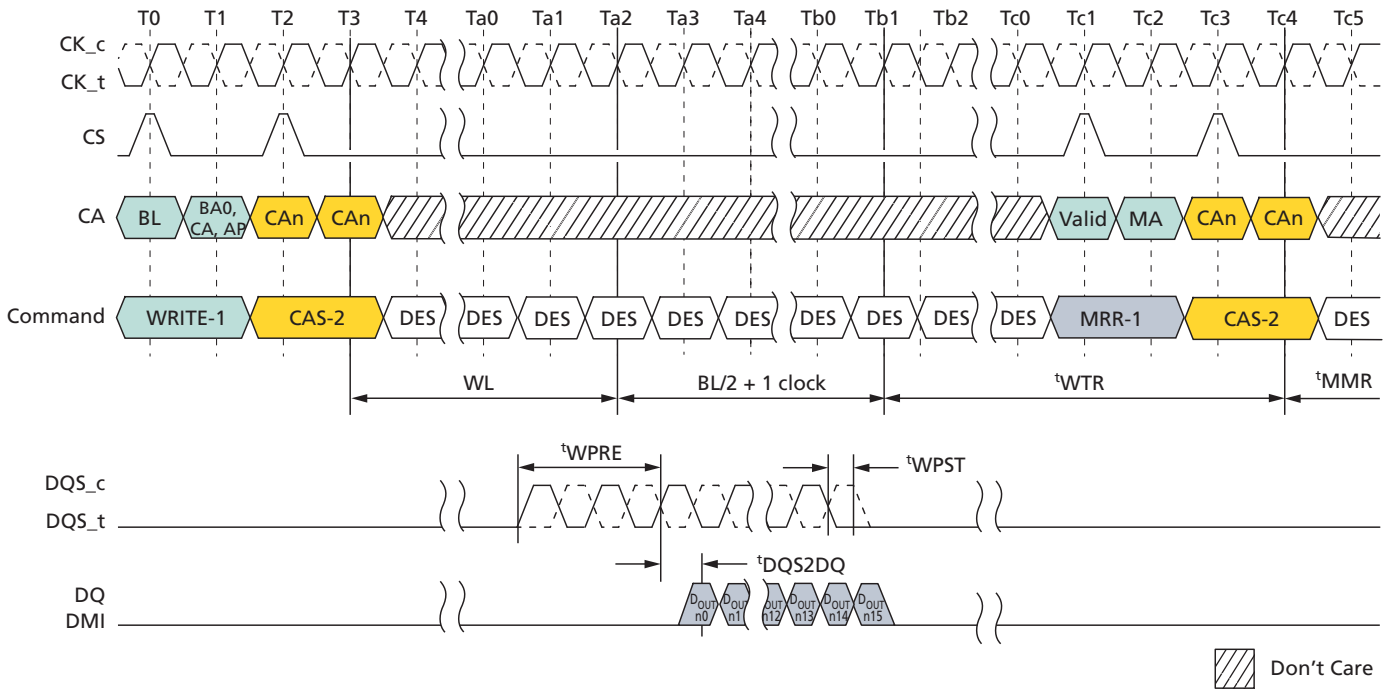 T0 T1 T2 T3 T4 Ta0 Ta1 Ta2 Ta3 Ta4 Tb0 Tb1 Tb2 Tc0 Tc1 Tc2 Tc3 Tc4 Tc5
CK_c
CK_t
CS
CA BL BA0, CA, AP CAn CAn Valid MA CAn CAn
Command WRITE-1 CAS-2 DES DES DES DES DES DES DES DES DES DES MRR-1 CAS-2 DES
WL BL/2 + 1 clock tWTR tMMR
tWPRE tWPST
DQS_c
DQS_t
tDQS2DQ
DQ
DMI
DOUT n0 DOUT n1 DOUT n12 DOUT n13 DOUT n14 DOUT n15
Don't Care